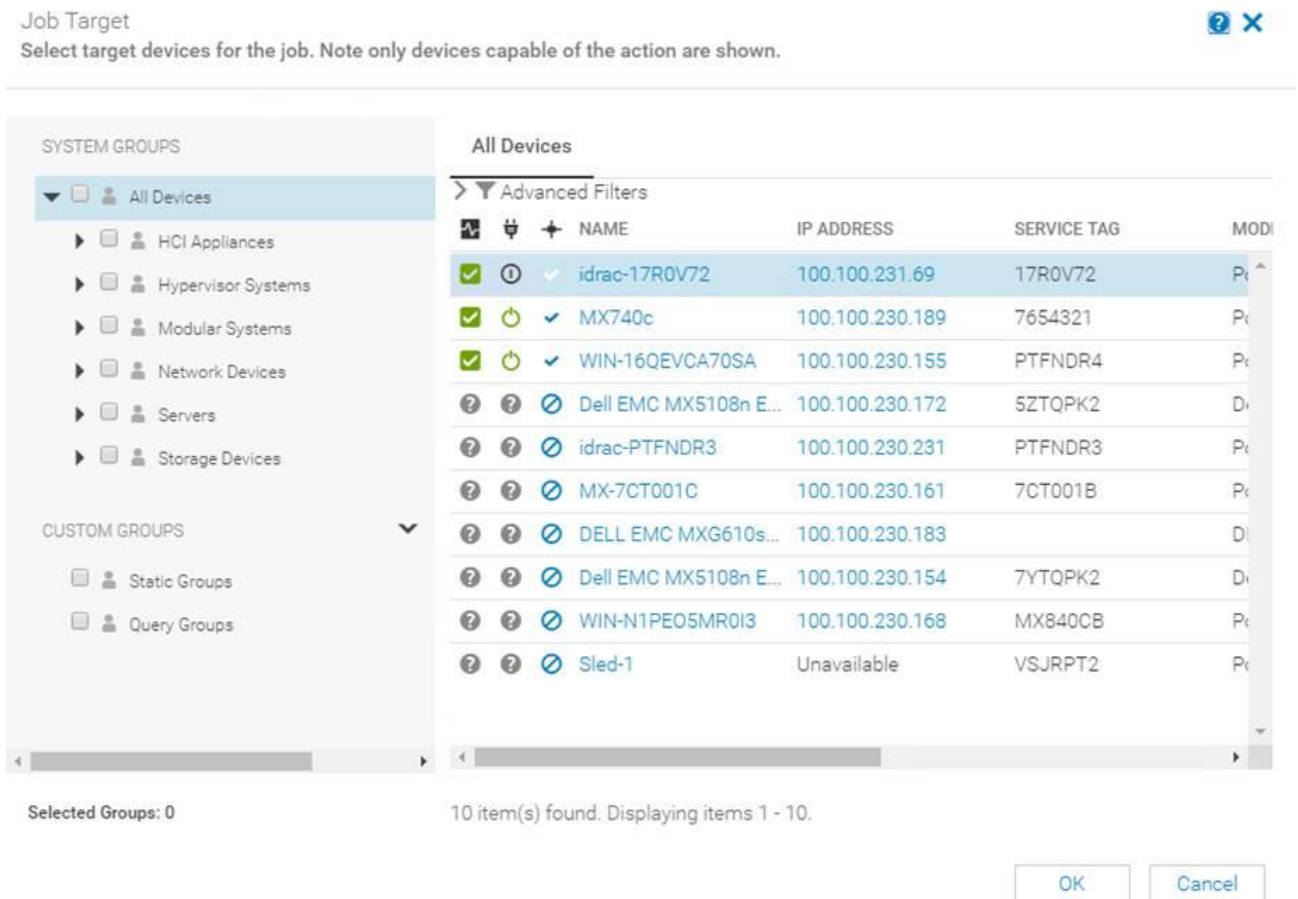 Job Target
Select target devices for the job. Note only devices capable of the action are shown.
SYSTEM GROUPS
All Devices
HCI Appliances
Hypervisor Systems
Modular Systems
Network Devices
Servers
Storage Devices
CUSTOM GROUPS
Static Groups
Query Groups
Selected Groups: 0
All Devices
Advanced Filters
NAME IP ADDRESS SERVICE TAG
idrac-17R0V72 100.100.231.69 17R0V72
MX740c 100.100.230.189 7654321
WIN-16QEVCA70SA 100.100.230.155 PTFNDR4
Dell EMC MX5108n E... 100.100.230.172 5ZTQPK2
idrac-PTFNDR3 100.100.230.231 PTFNDR3
MX-7CT001C 100.100.230.161 7CT001B
DELL EMC MXG610s... 100.100.230.183
Dell EMC MX5108n E... 100.100.230.154 7YTQPK2
WIN-N1PEO5MR0I3 100.100.230.168 MX840CB
Sled-1 Unavailable VSJRPT2
10 item(s) found. Displaying items 1 - 10.
OK Cancel